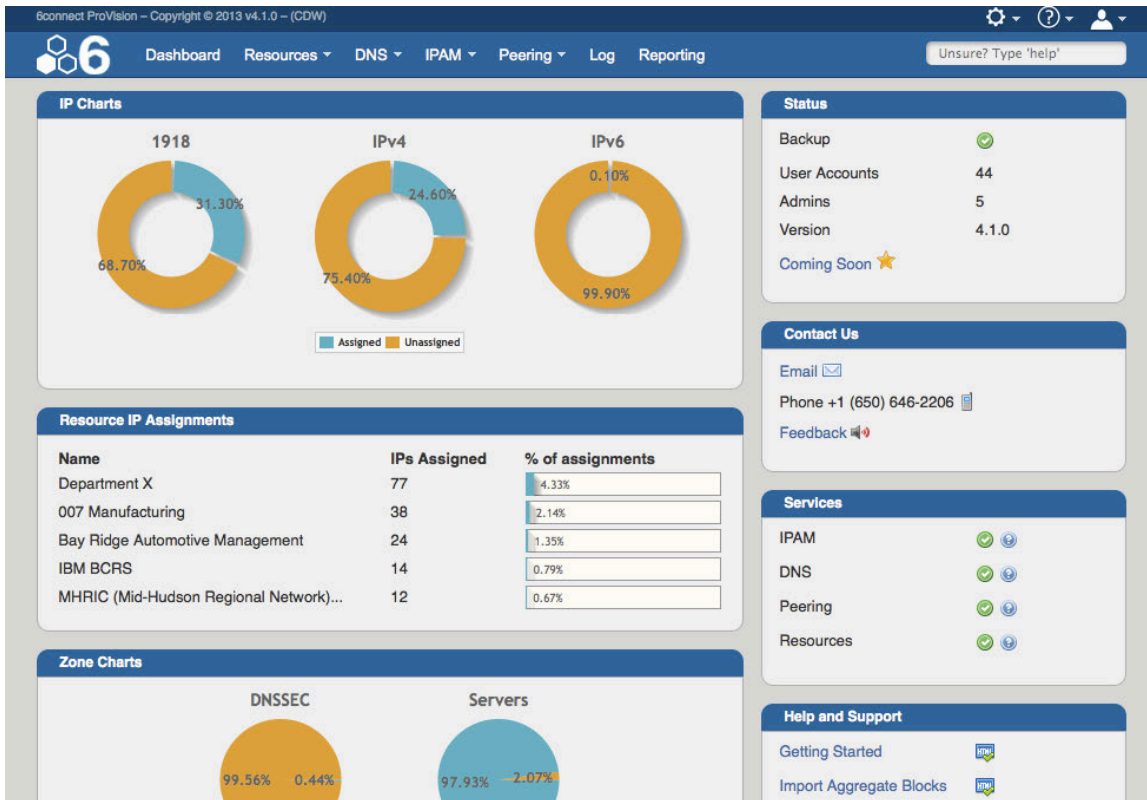 6connect ProVision – Copyright © 2013 v4.1.0 – (CDW)
6 Dashboard Resources DNS IPAM Peering Log Reporting Unsure? Type 'help'
IP Charts
1918 IPv4 IPv6
31.30% 24.60% 0.10%
68.70% 75.40% 99.90%
Assigned Unassigned
Resource IP Assignments
Name IPs Assigned % of assignments
Department X 77 4.33%
007 Manufacturing 38 2.14%
Bay Ridge Automotive Management 24 1.35%
IBM BCRS 14 0.79%
MHRIC (Mid-Hudson Regional Network)... 12 0.67%
Zone Charts
DNSSEC Servers
99.56% 0.44% 97.93% 2.07%
Status
Backup
User Accounts 44
Admins 5
Version 4.1.0
Coming Soon
Contact Us
Email
Phone +1 (650) 646-2206
Feedback
Services
IPAM
DNS
Peering
Resources
Help and Support
Getting Started
Import Aggregate Blocks